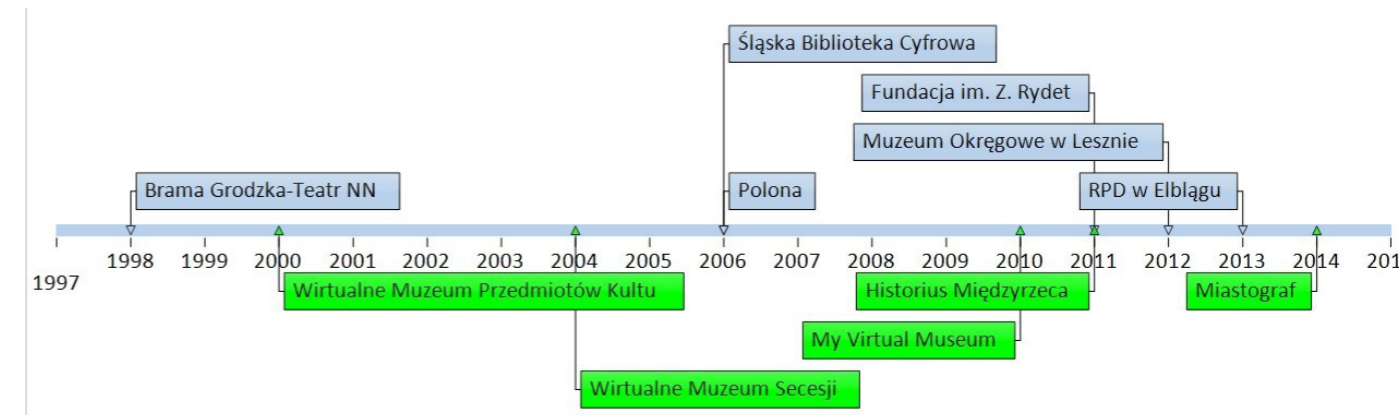 Śląska Biblioteka Cyfrowa
Fundacja im. Z. Rydet
Muzeum Okręgowe w Lesznie
Brama Grodzka-Teatr NN
Polona
RPD w Elblągu
1997
1998
1999
2000
2001
2002
2003
2004
2005
2006
2007
2008
2009
2010
2011
2012
2013
2014
201
Wirtualne Muzeum Przedmiotów Kultu
Historius Międzyrzeca
Miastograf
My Virtual Museum
Wirtualne Muzeum Secesji